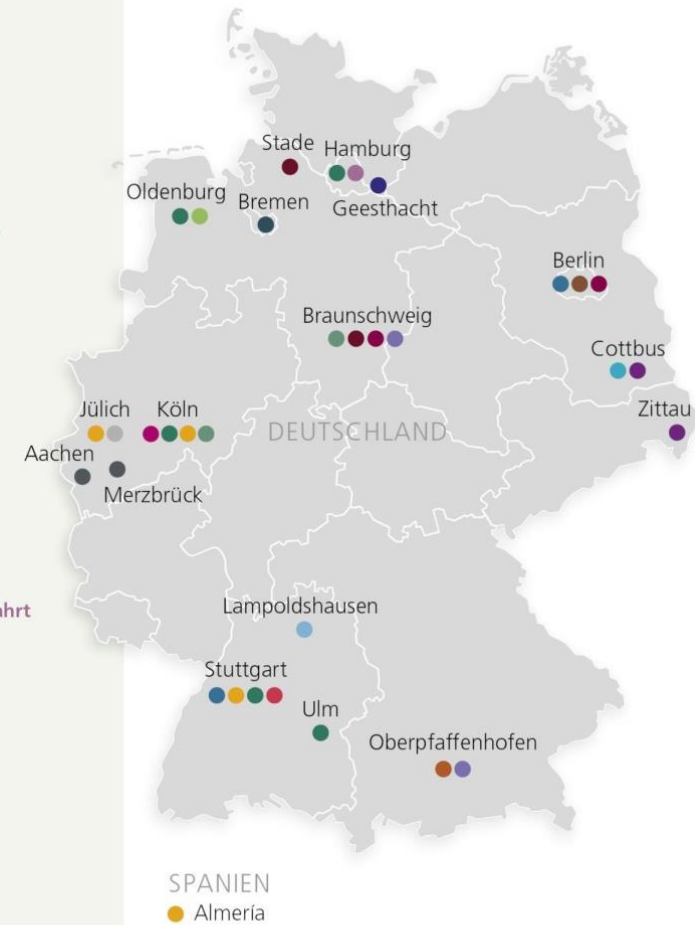 Stade
Hamburg
Oldenburg
Bremen
Geesthacht
Berlin
Braunschweig
Cottbus
Jülich
Köln
Zittau
DEUTSCHLAND
Aachen
Merzbrück
ahrt
Lampoldshausen
Stuttgart
Ulm
Oberpfaffenhofen
SPANIEN
Almería